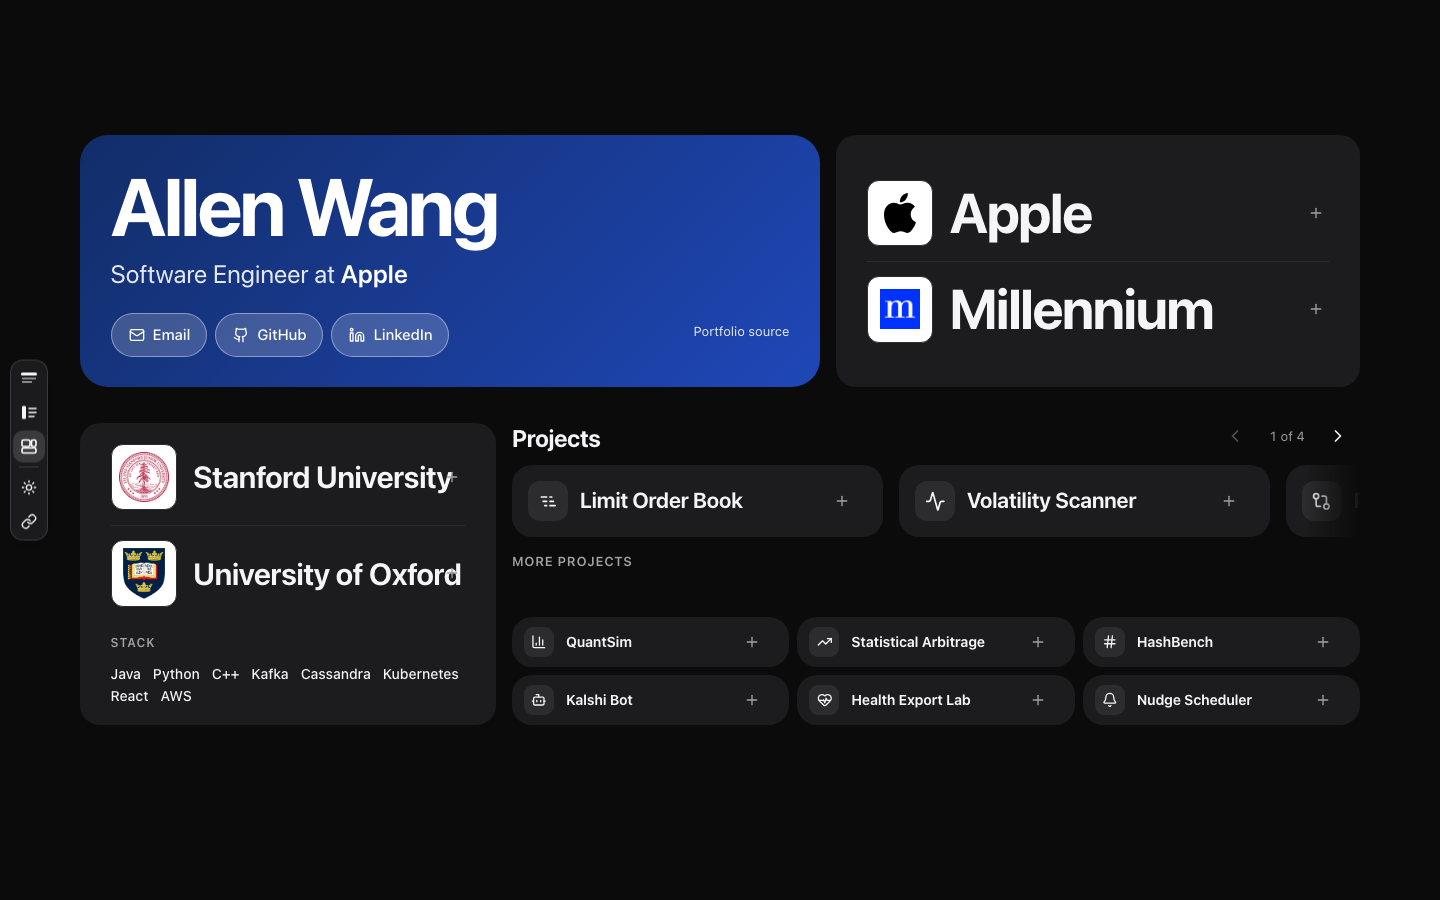 Allen Wang
Software Engineer at Apple
Email GitHub LinkedIn
Portfolio source
Apple
m
Millennium
Stanford University
University of Oxford
STACK
Java Python C++ Kafka Cassandra Kubernetes
React AWS
Projects
1 of 4
Limit Order Book
Volatility Scanner
MORE PROJECTS
QuantSim
Statistical Arbitrage
HashBench
Kalshi Bot
Health Export Lab
Nudge Scheduler